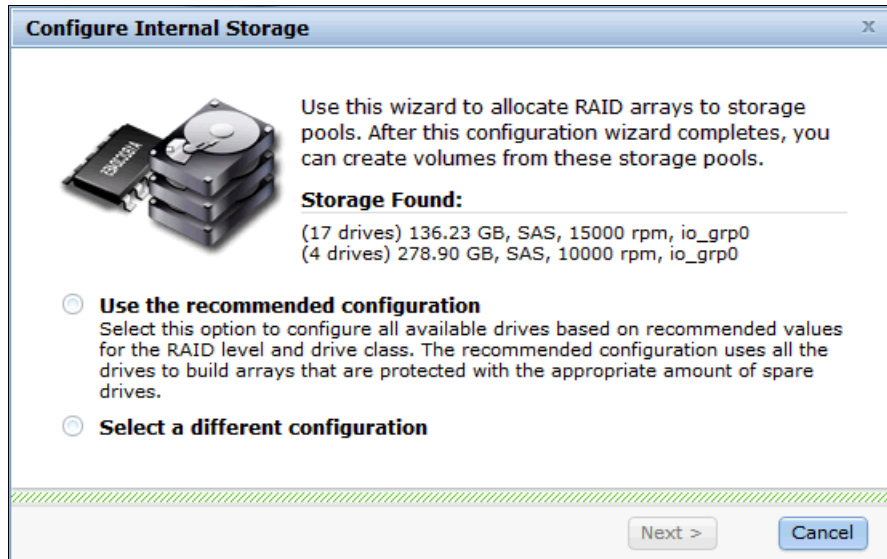 Configure Internal Storage
x
Use this wizard to allocate RAID arrays to storage
pools. After this configuration wizard completes, you
can create volumes from these storage pools.
Storage Found:
(17 drives) 136.23 GB, SAS, 15000 rpm, io_grp0
(4 drives) 278.90 GB, SAS, 10000 rpm, io_grp0
Use the recommended configuration
Select this option to configure all available drives based on recommended values
for the RAID level and drive class. The recommended configuration uses all the
drives to build arrays that are protected with the appropriate amount of spare
drives.
Select a different configuration
Next >
Cancel